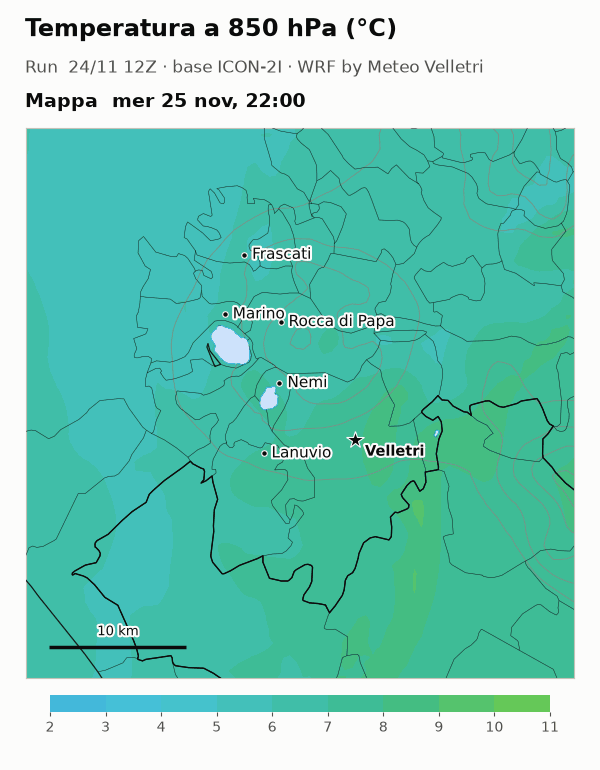 Temperatura a 850 hPa (°C)
Run  24/11 12Z · base ICON-2I · WRF by Meteo Velletri
Mappa  mer 25 nov, 22:00
Frascati
Marino
Rocca di Papa
Nemi
Velletri
Lanuvio
10 km
2 3 4 5 6 7 8 9 10 11